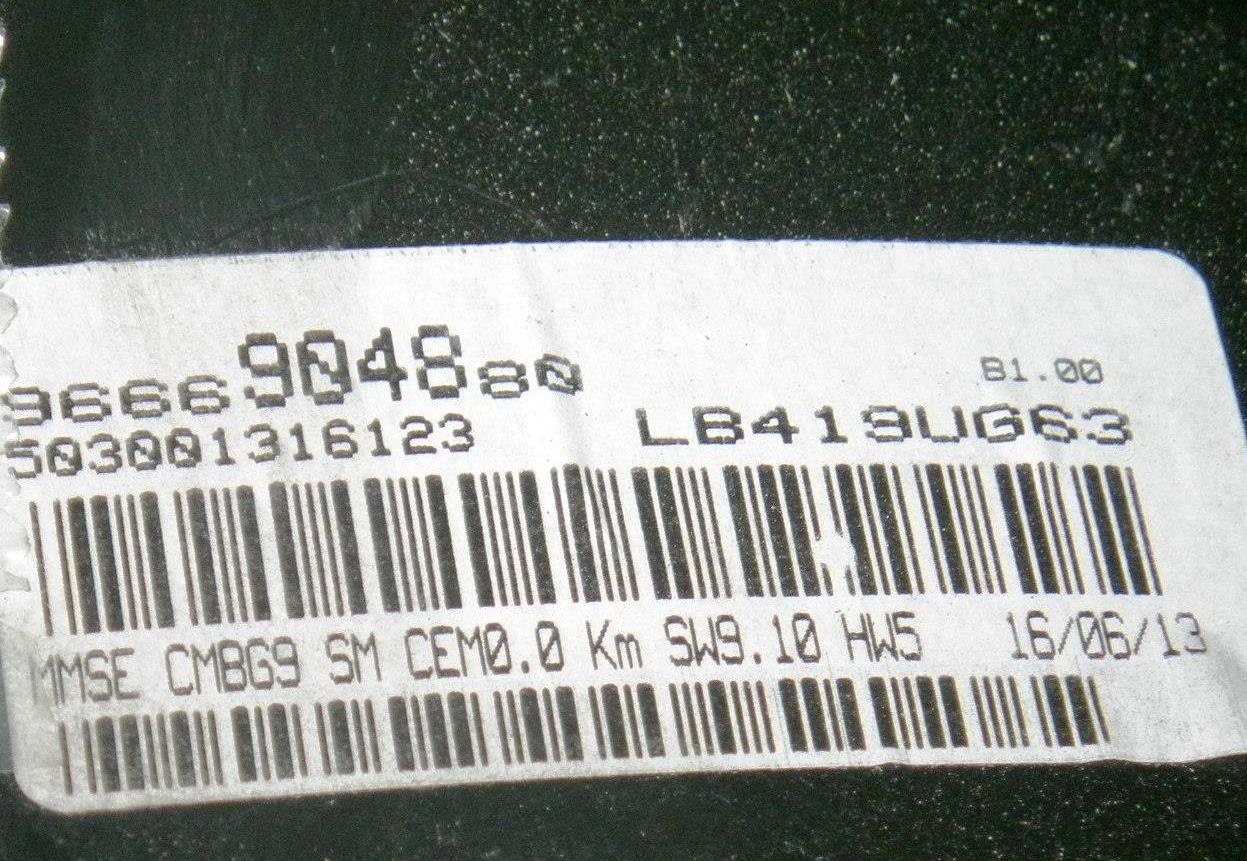 9666904880 B1.00
503001316123 LB419UG63
MMSE CMBG9 SM CEM0.0 Km SW9.10 HW5 16/06/13